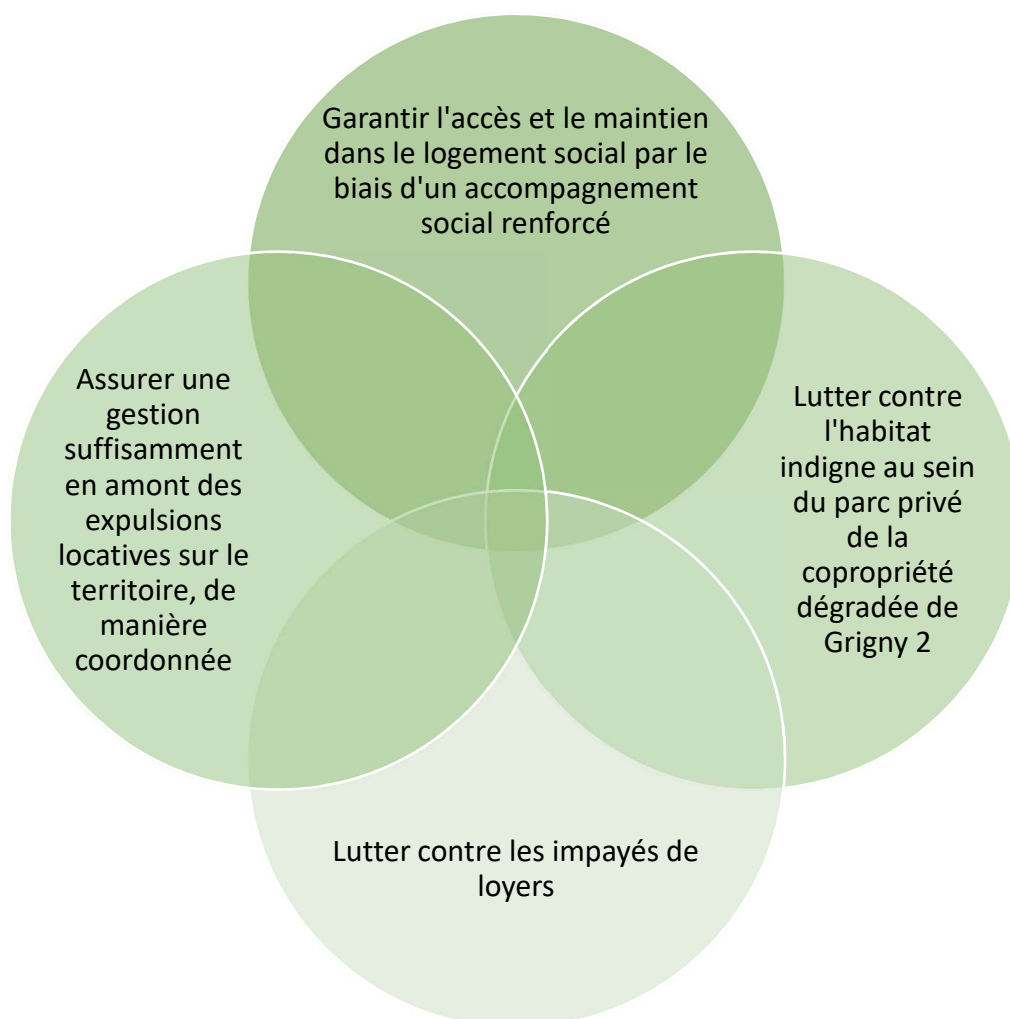 Garantir l'accès et le maintien
dans le logement social par le
biais d'un accompagnement
social renforcé
Assurer une
gestion
suffisamment
en amont des
expulsions
locatives sur le
territoire, de
manière
coordonnée
Lutter contre
l'habitat
indigne au sein
du parc privé
de la
copropriété
dégradée de
Grigny 2
Lutter contre les impayés de
loyers